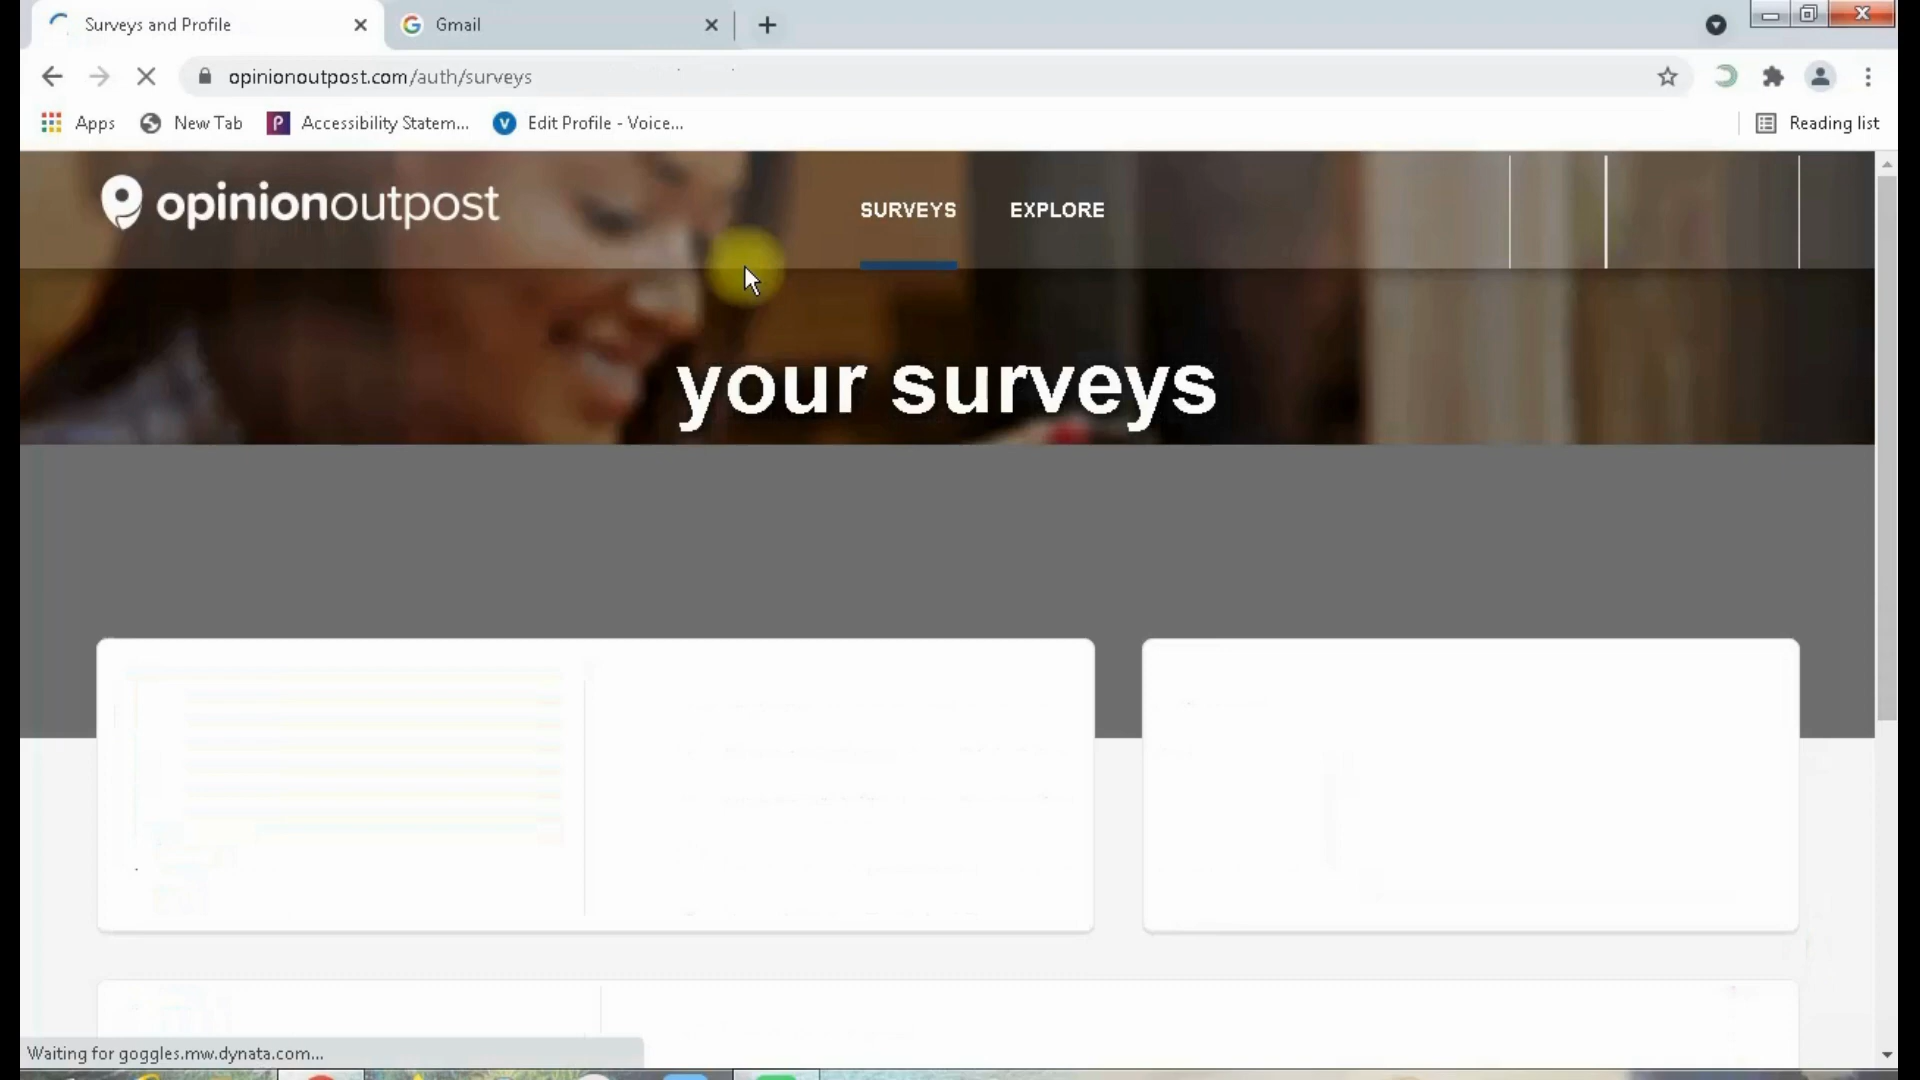 Surveys and Profile
Gmail
opinionoutpost.com/auth/surveys
Apps
New Tab
P
Accessibility Statem...
V
Edit Profile - Voice...
Reading list
opinionoutpost
SURVEYS
EXPLORE
your surveys
Waiting for goggles.mw.dynata.com...